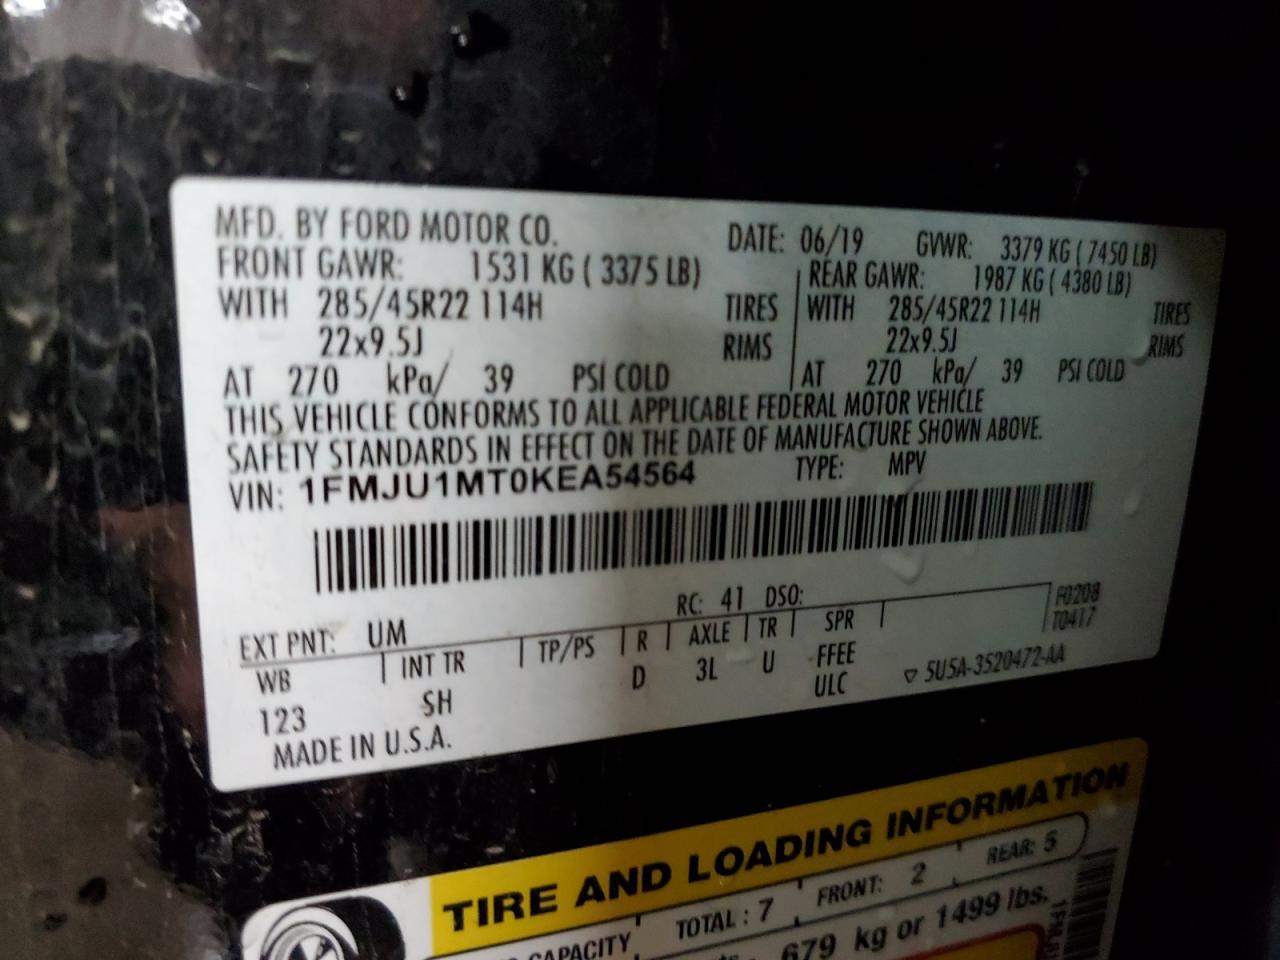 MFD. BY FORD MOTOR CO. DATE: 06/19 GVWR: 3379 KG ( 7450 LB)
FRONT GAWR: 1531 KG ( 3375 LB) REAR GAWR: 1987 KG ( 4380 LB)
WITH 285/45R22 114H TIRES WITH 285/45R22 114H TIRES
22x9.5J RIMS 22x9.5J RIMS
AT 270 kPa/ 39 PSI COLD AT 270 kPa/ 39 PSI COLD
THIS VEHICLE CONFORMS TO ALL APPLICABLE FEDERAL MOTOR VEHICLE
SAFETY STANDARDS IN EFFECT ON THE DATE OF MANUFACTURE SHOWN ABOVE.
VIN: 1FMJU1MT0KEA54564 TYPE: MPV
EXT PNT: UM RC: 41 DSO: F0208
T0417
WB INT TR TP/PS R AXLE TR SPR
123 SH D 3L U FFEE
ULC
▽ 5U5A-3520472-AA
MADE IN U.S.A.
TIRE AND LOADING INFORMATION
CAPACITY TOTAL : 7 FRONT: 2 REAR: 5
679 kg or 1499 lbs.